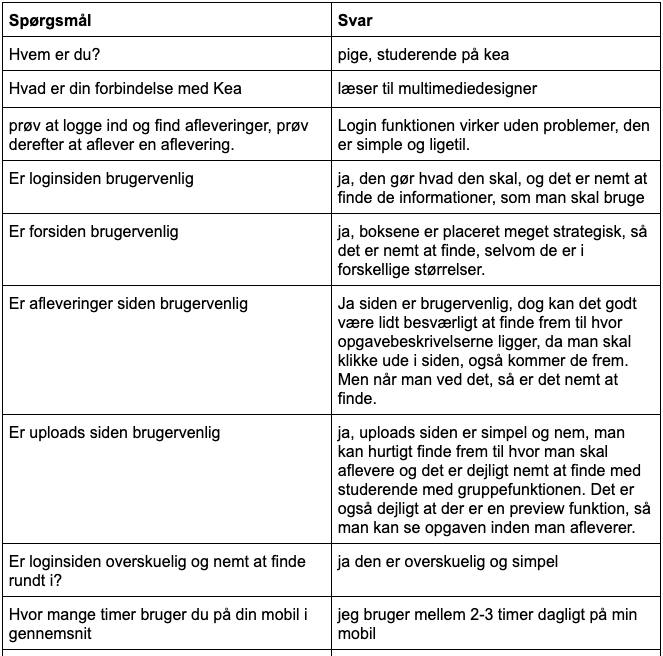 Spørgsmål
Svar
Hvem er du?
pige, studerende på kea
Hvad er din forbindelse med Kea
læser til multimediedesigner
prøv at logge ind og find afleveringer, prøv
derefter at aflever en aflevering.
Login funktionen virker uden problemer, den
er simple og ligetil.
Er loginsiden brugervenlig
ja, den gør hvad den skal, og det er nemt at
finde de informationer, som man skal bruge
Er forsiden brugervenlig
ja, boksene er placeret meget strategisk, så
det er nemt at finde, selvom de er i
forskellige størrelser.
Er afleveringer siden brugervenlig
Ja siden er brugervenlig, dog kan det godt
være lidt besværligt at finde frem til hvor
opgavebeskrivelserne ligger, da man skal
klikke ude i siden, også kommer de frem.
Men når man ved det, så er det nemt at
finde.
Er uploads siden brugervenlig
ja, uploads siden er simpel og nem, man
kan hurtigt finde frem til hvor man skal
aflevere og det er dejligt nemt at finde med
studerende med gruppefunktionen. Det er
også dejligt at der er en preview funktion, så
man kan se opgaven inden man afleverer.
Er loginsiden overskuelig og nemt at finde
rundt i?
ja den er overskuelig og simpel
Hvor mange timer bruger du på din mobil i
gennemsnit
jeg bruger mellem 2-3 timer dagligt på min
mobil